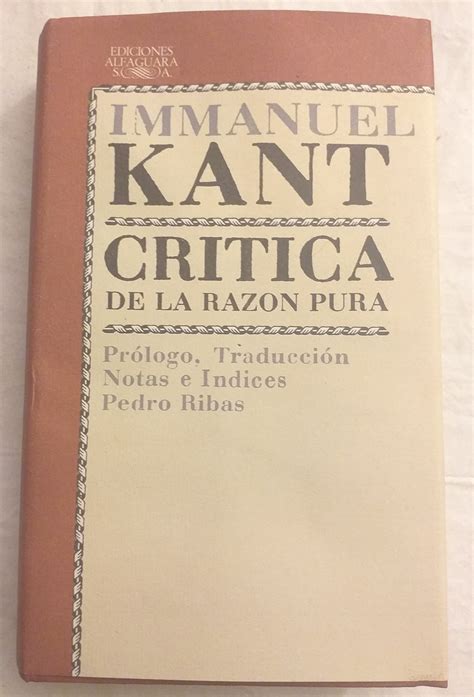 EDICIONES
ALFAGUARA
S. A.
IMMANUEL
KANT
CRITICA
DE LA RAZON PURA
Prólogo, Traducción
Notas e Indices
Pedro Ribas